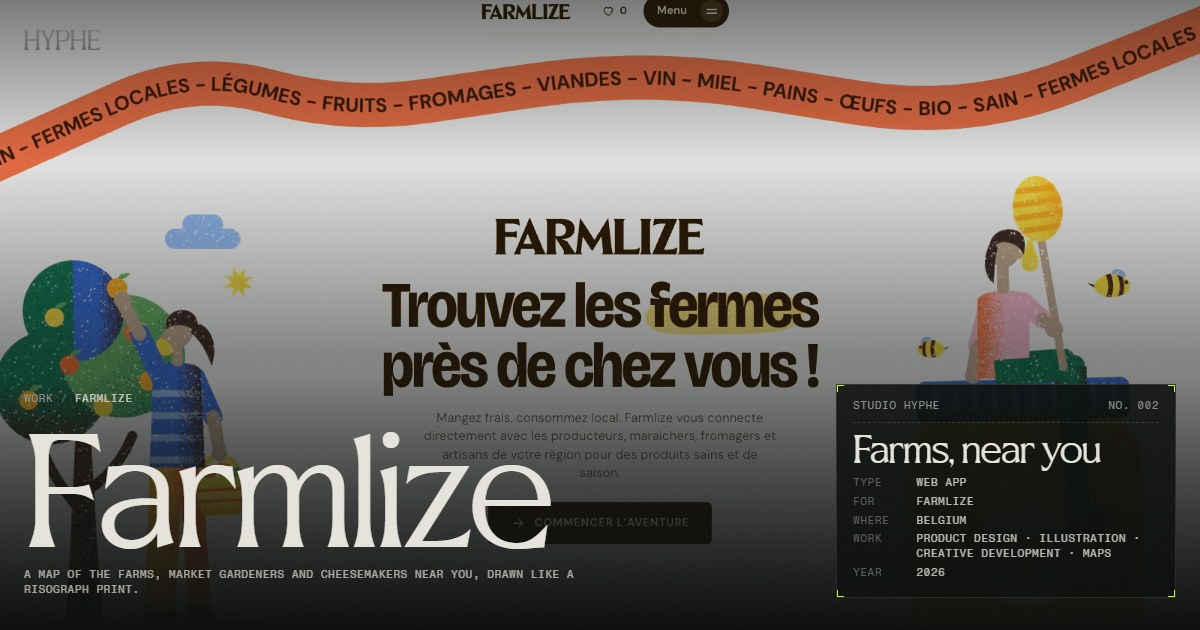 FARMLIZE
0
Menu
HYPHE
N – FERMES LOCALES – LÉGUMES – FRUITS – FROMAGES – VIANDES – VIN – MIEL – PAINS – ŒUFS – BIO – SAIN – FERMES LOCALES
FARMLIZE
Trouvez les fermes
près de chez vous !
Mangez frais, consommez local. Farmlize vous connecte
directement avec les producteurs, maraîchers, fromagers et
artisans de votre région pour des produits sains et de
saison.
→ COMMENCER L'AVENTURE
WORK / FARMLIZE
Farmlize
A MAP OF THE FARMS, MARKET GARDENERS AND CHEESEMAKERS NEAR YOU, DRAWN LIKE A
RISOGRAPH PRINT.
STUDIO HYPHE NO. 002
Farms, near you
TYPE WEB APP
FOR FARMLIZE
WHERE BELGIUM
WORK PRODUCT DESIGN · ILLUSTRATION ·
CREATIVE DEVELOPMENT · MAPS
YEAR 2026